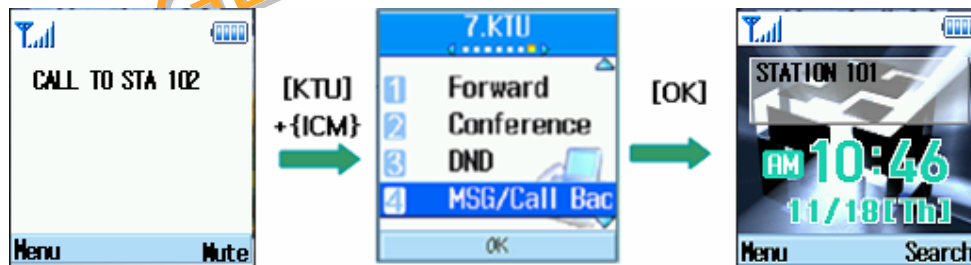 CALL TO STA 102
Menu
Mute
[KTU]
+{ICM}
7.KTU
1 Forward
2 Conference
3 DND
4 MSG/Call Bac
OK
[OK]
STATION 101
AM 10:46
11/18[Th]
Menu
Search